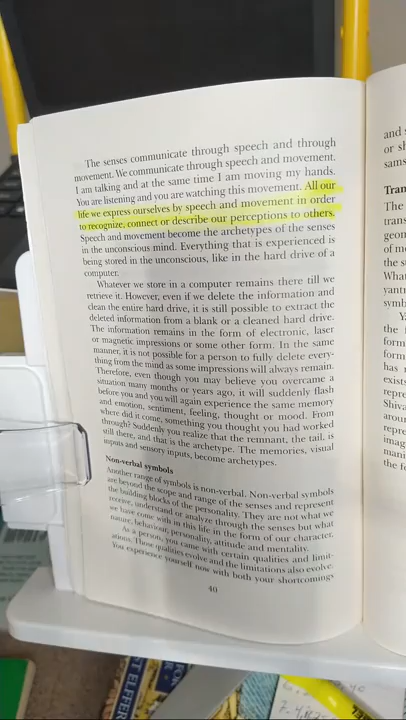 The senses communicate through speech and through
movement. We communicate through speech and movement.
I am talking and at the same time I am moving my hands.
You are listening and you are watching this movement. All our
life we express ourselves by speech and movement in order
to recognize, connect or describe our perceptions to others.
Speech and movement become the archetypes of the senses
in the unconscious mind. Everything that is experienced is
being stored in the unconscious, like in the hard drive of a
computer.
Whatever we store in a computer remains there till we
retrieve it. However, even if we delete the information and
clean the entire hard drive, it is still possible to extract the
deleted information from a blank or a cleaned hard drive.
The information remains in the form of electronic, laser
or magnetic impressions or some other form. In the same
manner, it is not possible for a person to fully delete every-
thing from the mind as some impressions will always remain.
Therefore, even though you may believe you overcame a
situation many months or years ago, it will suddenly flash
before you and you will again experience the same memory
and emotion, sentiment, feeling, thought or mood. From
where did it come, something you thought you had worked
through? Suddenly you realize that the remnant, the tail, is
still there, and that is the archetype. The memories, visual
inputs and sensory inputs, become archetypes.
Non-verbal symbols
Another range of symbols is non-verbal. Non-verbal symbols
are beyond the scope and range of the senses and represent
the building blocks of the personality. They are not what we
receive, understand or analyze through the senses but what
we have come with in this life in the form of our character,
nature, behaviour, personality, attitude and mentality.
As a person, you came with certain qualities and limit-
ations. Those qualities evolve and the limitations also evolve.
You experience yourself now with both your shortcomings
40
and
or sh
sams
Tran
The
trans
geom
of me
the s
What
yantr
symb
Ya
the
form
form
has
exists
repre
Shiva
arou
repre
imag
mani
the fo
T ELFER
FOR